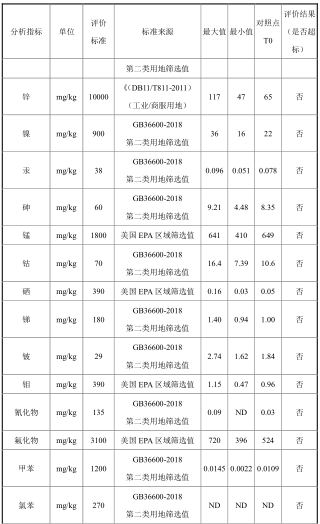 分析指标 单位 评价标准 标准来源 最大值 最小值 对照点T0 评价结果（是否超标）
第二类用地筛选值
锌 mg/kg 10000 《（DB11/T811-2011）（工业/商服用地） 117 47 65 否
镍 mg/kg 900 GB36600-2018 第二类用地筛选值 36 16 22 否
汞 mg/kg 38 GB36600-2018 第二类用地筛选值 0.096 0.051 0.078 否
砷 mg/kg 60 GB36600-2018 第二类用地筛选值 9.21 4.48 8.35 否
锰 mg/kg 1800 美国 EPA 区域筛选值 641 410 649 否
钴 mg/kg 70 GB36600-2018 第二类用地筛选值 16.4 7.39 10.6 否
硒 mg/kg 390 美国 EPA 区域筛选值 0.16 0.03 0.05 否
锑 mg/kg 180 GB36600-2018 第二类用地筛选值 1.40 0.94 1.00 否
铍 mg/kg 29 GB36600-2018 第二类用地筛选值 2.74 1.62 1.84 否
钼 mg/kg 390 美国 EPA 区域筛选值 1.15 0.47 0.96 否
氰化物 mg/kg 135 GB36600-2018 第二类用地筛选值 0.09 ND 0.03 否
氟化物 mg/kg 3100 美国 EPA 区域筛选值 720 396 524 否
甲苯 mg/kg 1200 GB36600-2018 第二类用地筛选值 0.0145 0.0022 0.0109 否
氯苯 mg/kg 270 GB36600-2018 第二类用地筛选值 ND ND ND 否